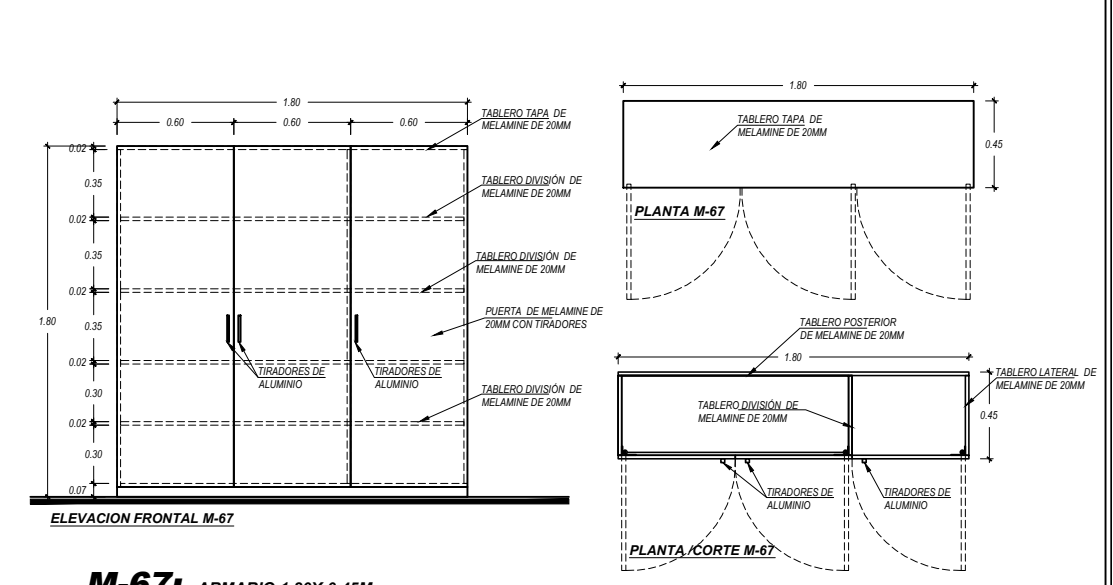 1.80
0.60
0.60
0.60
TABLERO TAPA DE
MELAMINE DE 20MM
0.02
0.35
TABLERO DIVISIÓN DE
MELAMINE DE 20MM
0.02
0.35
TABLERO DIVISIÓN DE
MELAMINE DE 20MM
0.02
1.80
0.35
PUERTA DE MELAMINE DE
20MM CON TIRADORES
0.02
TIRADORES DE
ALUMINIO
TIRADORES DE
ALUMINIO
0.30
TABLERO DIVISIÓN DE
MELAMINE DE 20MM
0.02
0.30
0.07
ELEVACION FRONTAL M-67
1.80
TABLERO TAPA DE
MELAMINE DE 20MM
0.45
PLANTA M-67
TABLERO POSTERIOR
DE MELAMINE DE 20MM
1.80
TABLERO LATERAL DE
MELAMINE DE 20MM
TABLERO DIVISIÓN DE
MELAMINE DE 20MM
0.45
TIRADORES DE
ALUMINIO
TIRADORES DE
ALUMINIO
PLANTA /CORTE M-67
M-67: ARMARIO 1.80X 0.45M